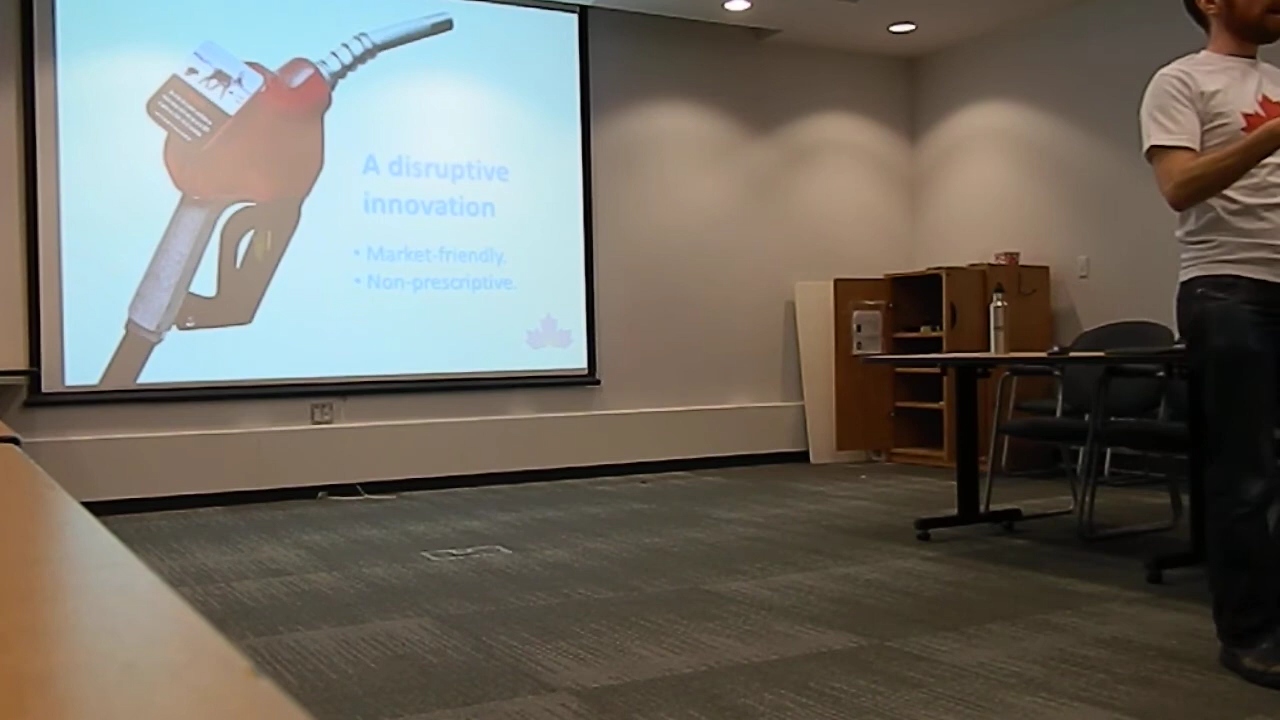 A disruptive
innovation
• Market-friendly.
• Non-prescriptive.